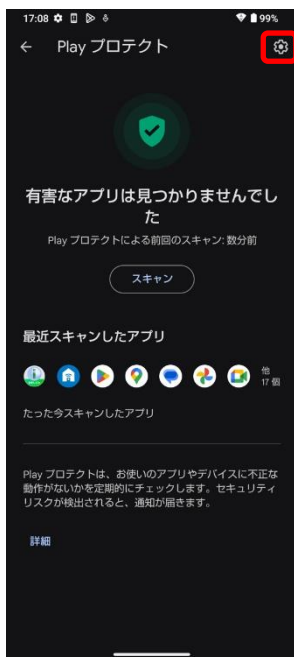 17:08 99%
Play プロテクト
有害なアプリは見つかりませんでし
た
Play プロテクトによる前回のスキャン: 数分前
スキャン
最近スキャンしたアプリ
他
17 個
たった今スキャンしたアプリ
Play プロテクトは、お使いのアプリやデバイスに不正な
動作がないかを定期的にチェックします。セキュリティ
リスクが検出されると、通知が届きます。
詳細